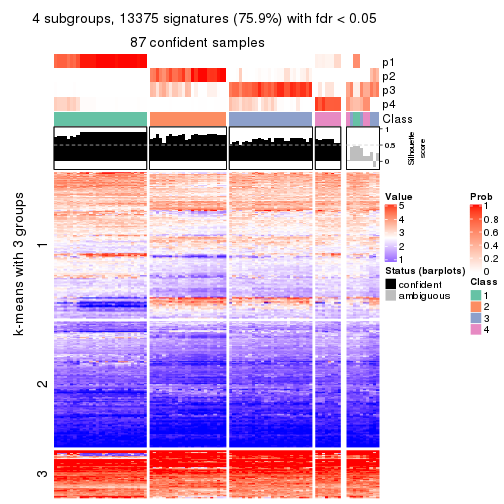 4 subgroups, 13375 signatures (75.9%) with fdr < 0.05
87 confident samples
p1
p2
p3
p4
Class
1
0.5
0
Silhouette
score
k-means with 3 groups
1
2
3
Value
5
4
3
2
1
Status (barplots)
confident
ambiguous
Prob
1
0.8
0.6
0.4
0.2
0
Class
1
2
3
4